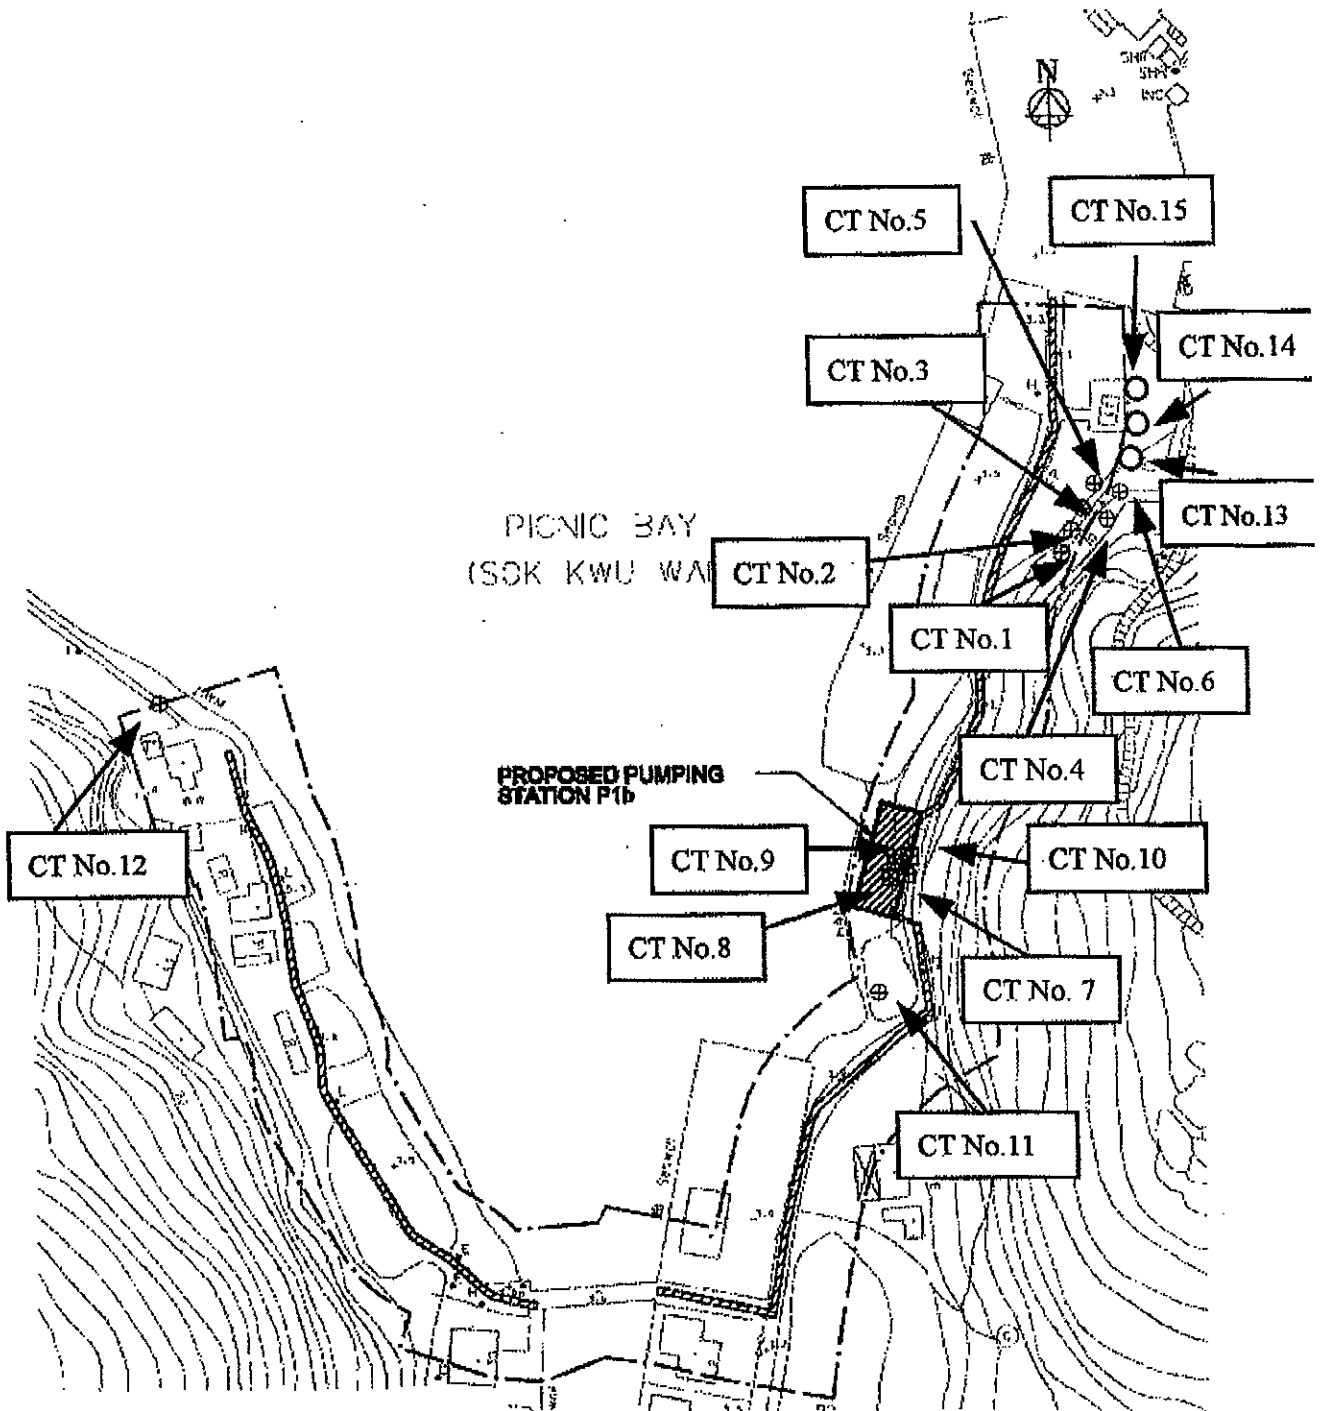 N
CT No.5
CT No.15
CT No.14
CT No.3
CT No.13
PICNIC BAY
(SOK KWU WA
CT No.2
CT No.1
CT No.6
CT No.4
PROPOSED PUMPING
STATION P1b
CT No.12
CT No.9
CT No.10
CT No.8
CT No. 7
CT No.11